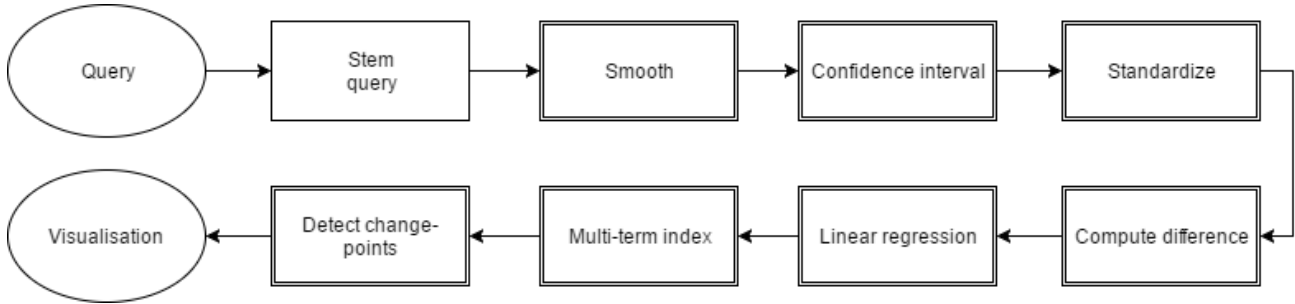 Query
Stem
query
Smooth
Confidence interval
Standardize
Visualisation
Detect change-
points
Multi-term index
Linear regression
Compute difference